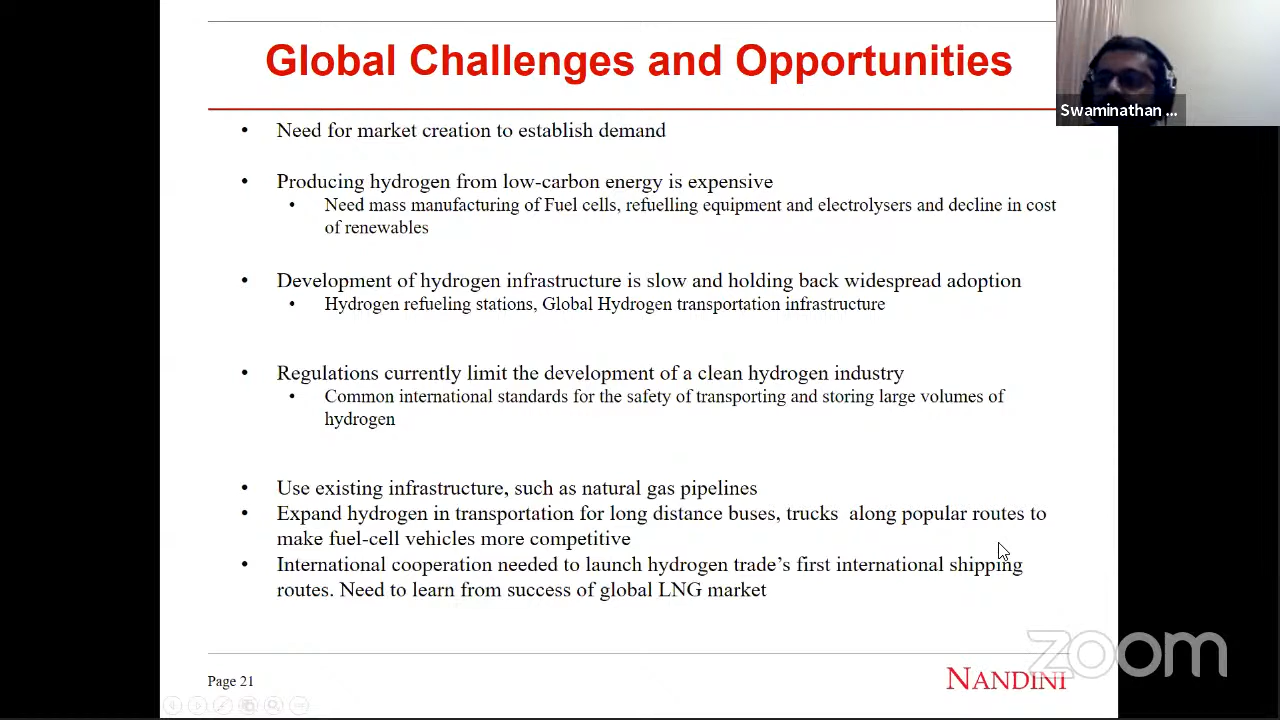 Global Challenges and Opportunities
Swaminathan ...
• Need for market creation to establish demand
• Producing hydrogen from low-carbon energy is expensive
• Need mass manufacturing of Fuel cells, refuelling equipment and electrolysers and decline in cost
of renewables
• Development of hydrogen infrastructure is slow and holding back widespread adoption
• Hydrogen refueling stations, Global Hydrogen transportation infrastructure
• Regulations currently limit the development of a clean hydrogen industry
• Common international standards for the safety of transporting and storing large volumes of
hydrogen
• Use existing infrastructure, such as natural gas pipelines
• Expand hydrogen in transportation for long distance buses, trucks along popular routes to
make fuel-cell vehicles more competitive
• International cooperation needed to launch hydrogen trade’s first international shipping
routes. Need to learn from success of global LNG market
zoom
Page 21
NANDINI